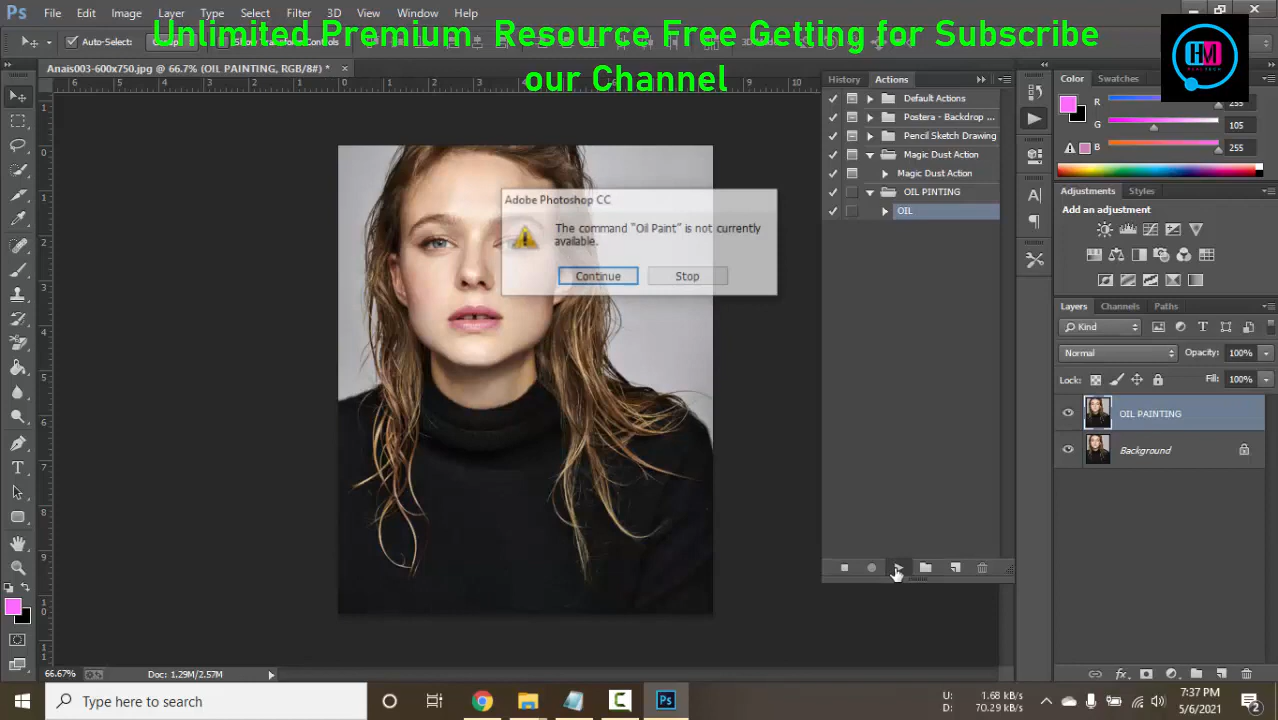 Ps File Edit Image Layer Type Select Filter 3D View Window Help
Unlimited Premium Resource Free Getting for Subscribe
our Channel
Auto-Select:
Anais003-600x750.jpg @ 66.7% (OIL PAINTING, RGB/8#) *
History Actions
Default Actions
Postera - Backdrop ...
Pencil Sketch Drawing
Magic Dust Action
Magic Dust Action
OIL PINTING
OIL
Adobe Photoshop CC
The command “Oil Paint” is not currently
available.
Continue Stop
Color Swatches
R 255
G 105
B 255
Adjustments Styles
Add an adjustment
Layers Channels Paths
Kind
Normal Opacity: 100%
Lock: Fill: 100%
OIL PAINTING
Background
66.67% Doc: 1.29M/2.57M
Type here to search
U: 1.68 kB/s
D: 70.29 kB/s
7:37 PM
5/6/2021